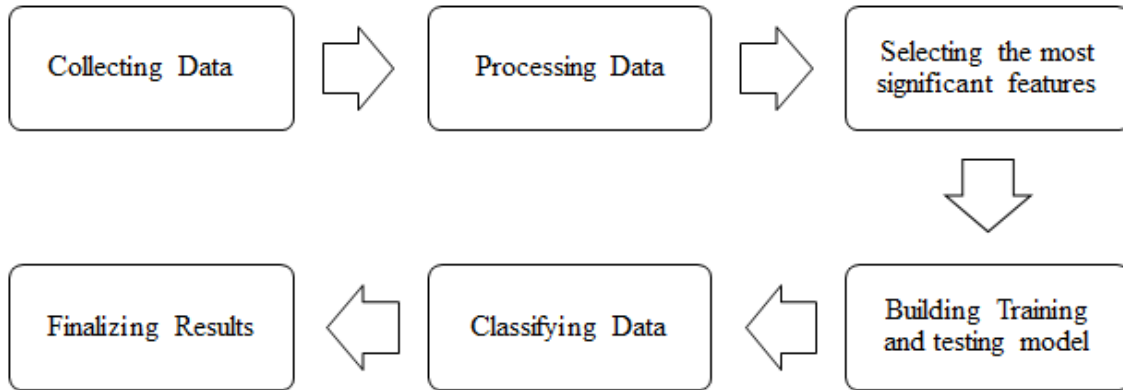 Collecting Data
Processing Data
Selecting the most
significant features
Building Training
and testing model
Classifying Data
Finalizing Results